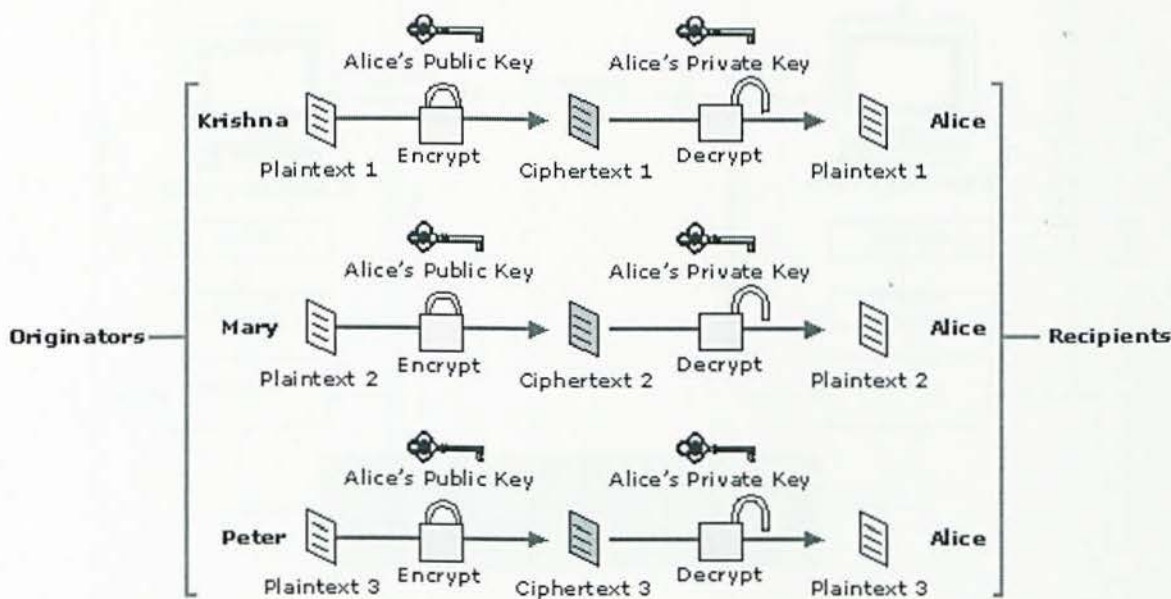 Alice's Public Key Alice's Private Key
Krishna Alice
Encrypt Decrypt
Plaintext 1 Ciphertext 1 Plaintext 1
Alice's Public Key Alice's Private Key
Mary Alice
Originators Recipients
Encrypt Decrypt
Plaintext 2 Ciphertext 2 Plaintext 2
Alice's Public Key Alice's Private Key
Peter Alice
Encrypt Decrypt
Plaintext 3 Ciphertext 3 Plaintext 3